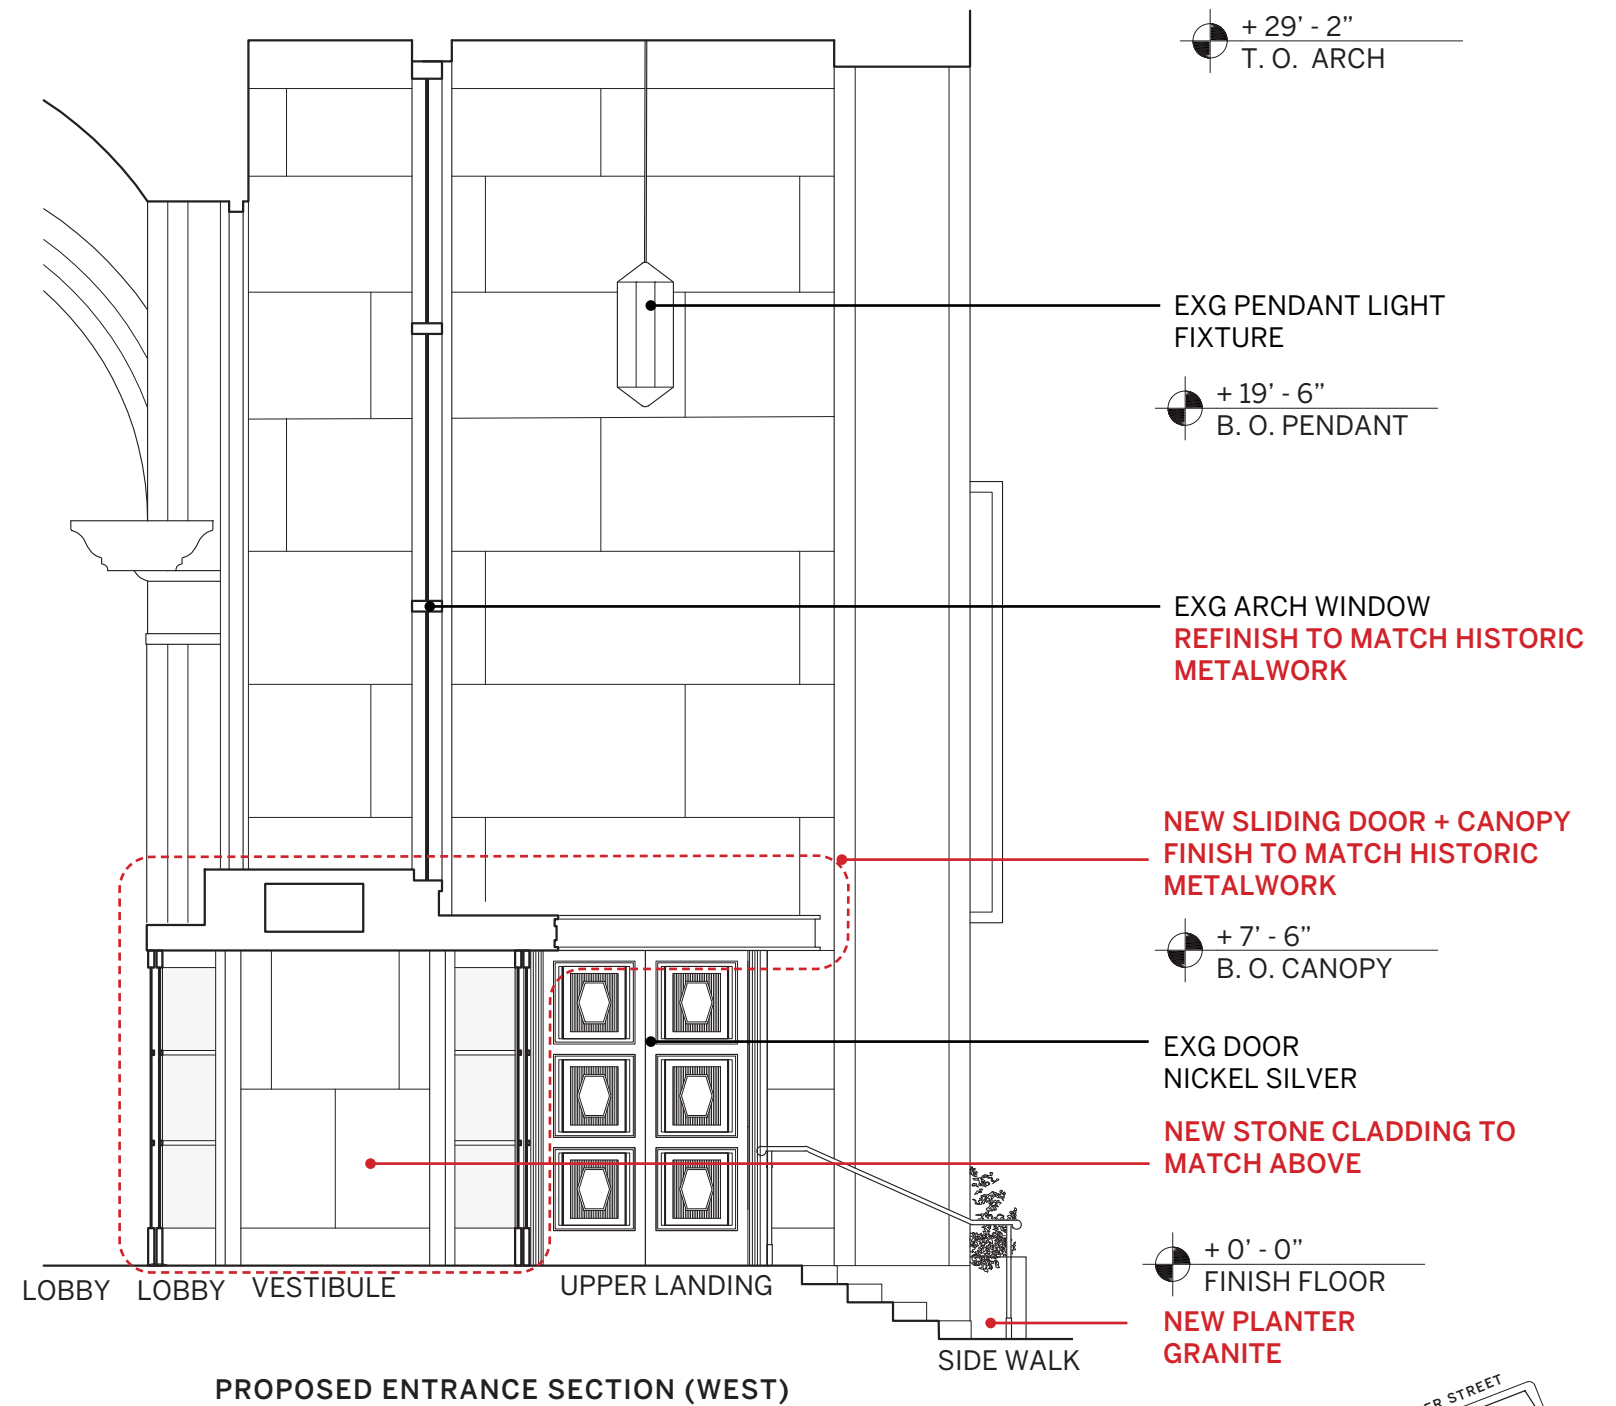 + 29' - 2”
T. O. ARCH
EXG PENDANT LIGHT
FIXTURE
+ 19' - 6”
B. O. PENDANT
EXG ARCH WINDOW
REFINISH TO MATCH HISTORIC
METALWORK
NEW SLIDING DOOR + CANOPY
FINISH TO MATCH HISTORIC
METALWORK
+ 7' - 6”
B. O. CANOPY
EXG DOOR
NICKEL SILVER
NEW STONE CLADDING TO
MATCH ABOVE
+ 0' - 0”
FINISH FLOOR
NEW PLANTER
GRANITE
LOBBY LOBBY VESTIBULE UPPER LANDING
SIDE WALK
PROPOSED ENTRANCE SECTION (WEST)
STREET